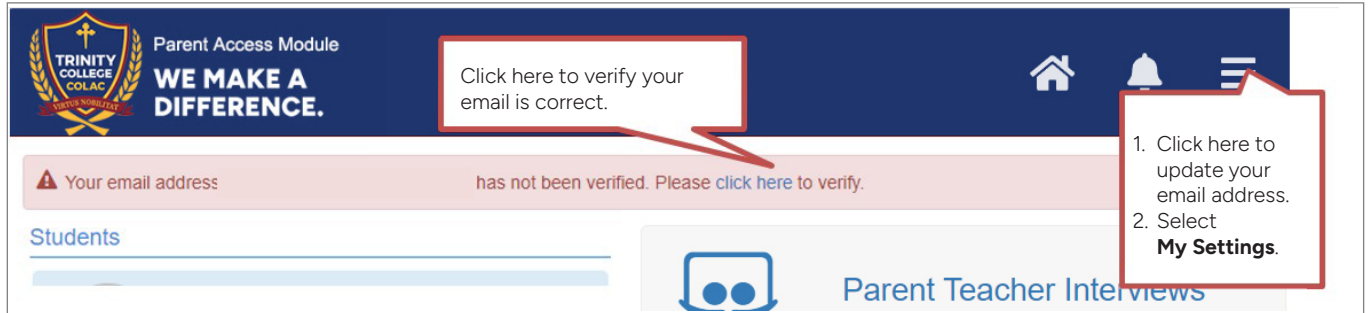 TRINITY
COLLEGE
COLAC
VIRTUS NOBILITAT
Parent Access Module
WE MAKE A
DIFFERENCE.
Click here to verify your
email is correct.
1. Click here to
update your
email address.
2. Select
My Settings.
Your email address has not been verified. Please click here to verify.
Students
Parent Teacher Interviews